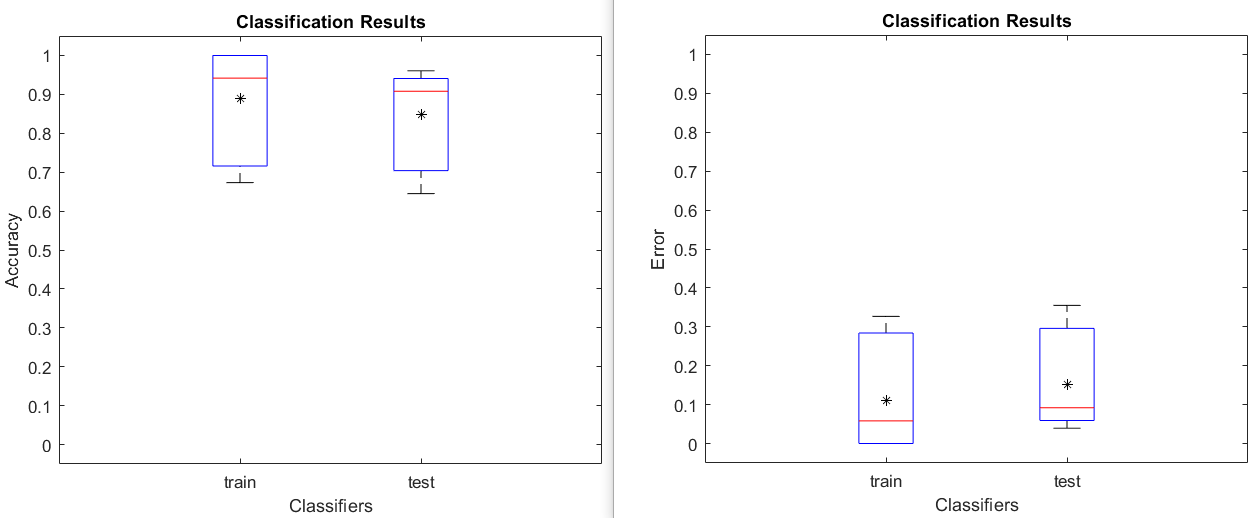 Classification Results
1
0.9
0.8
0.7
0.6
0.5
0.4
0.3
0.2
0.1
0
Accuracy
train test
Classifiers
Classification Results
1
0.9
0.8
0.7
0.6
0.5
0.4
0.3
0.2
0.1
0
Error
train test
Classifiers